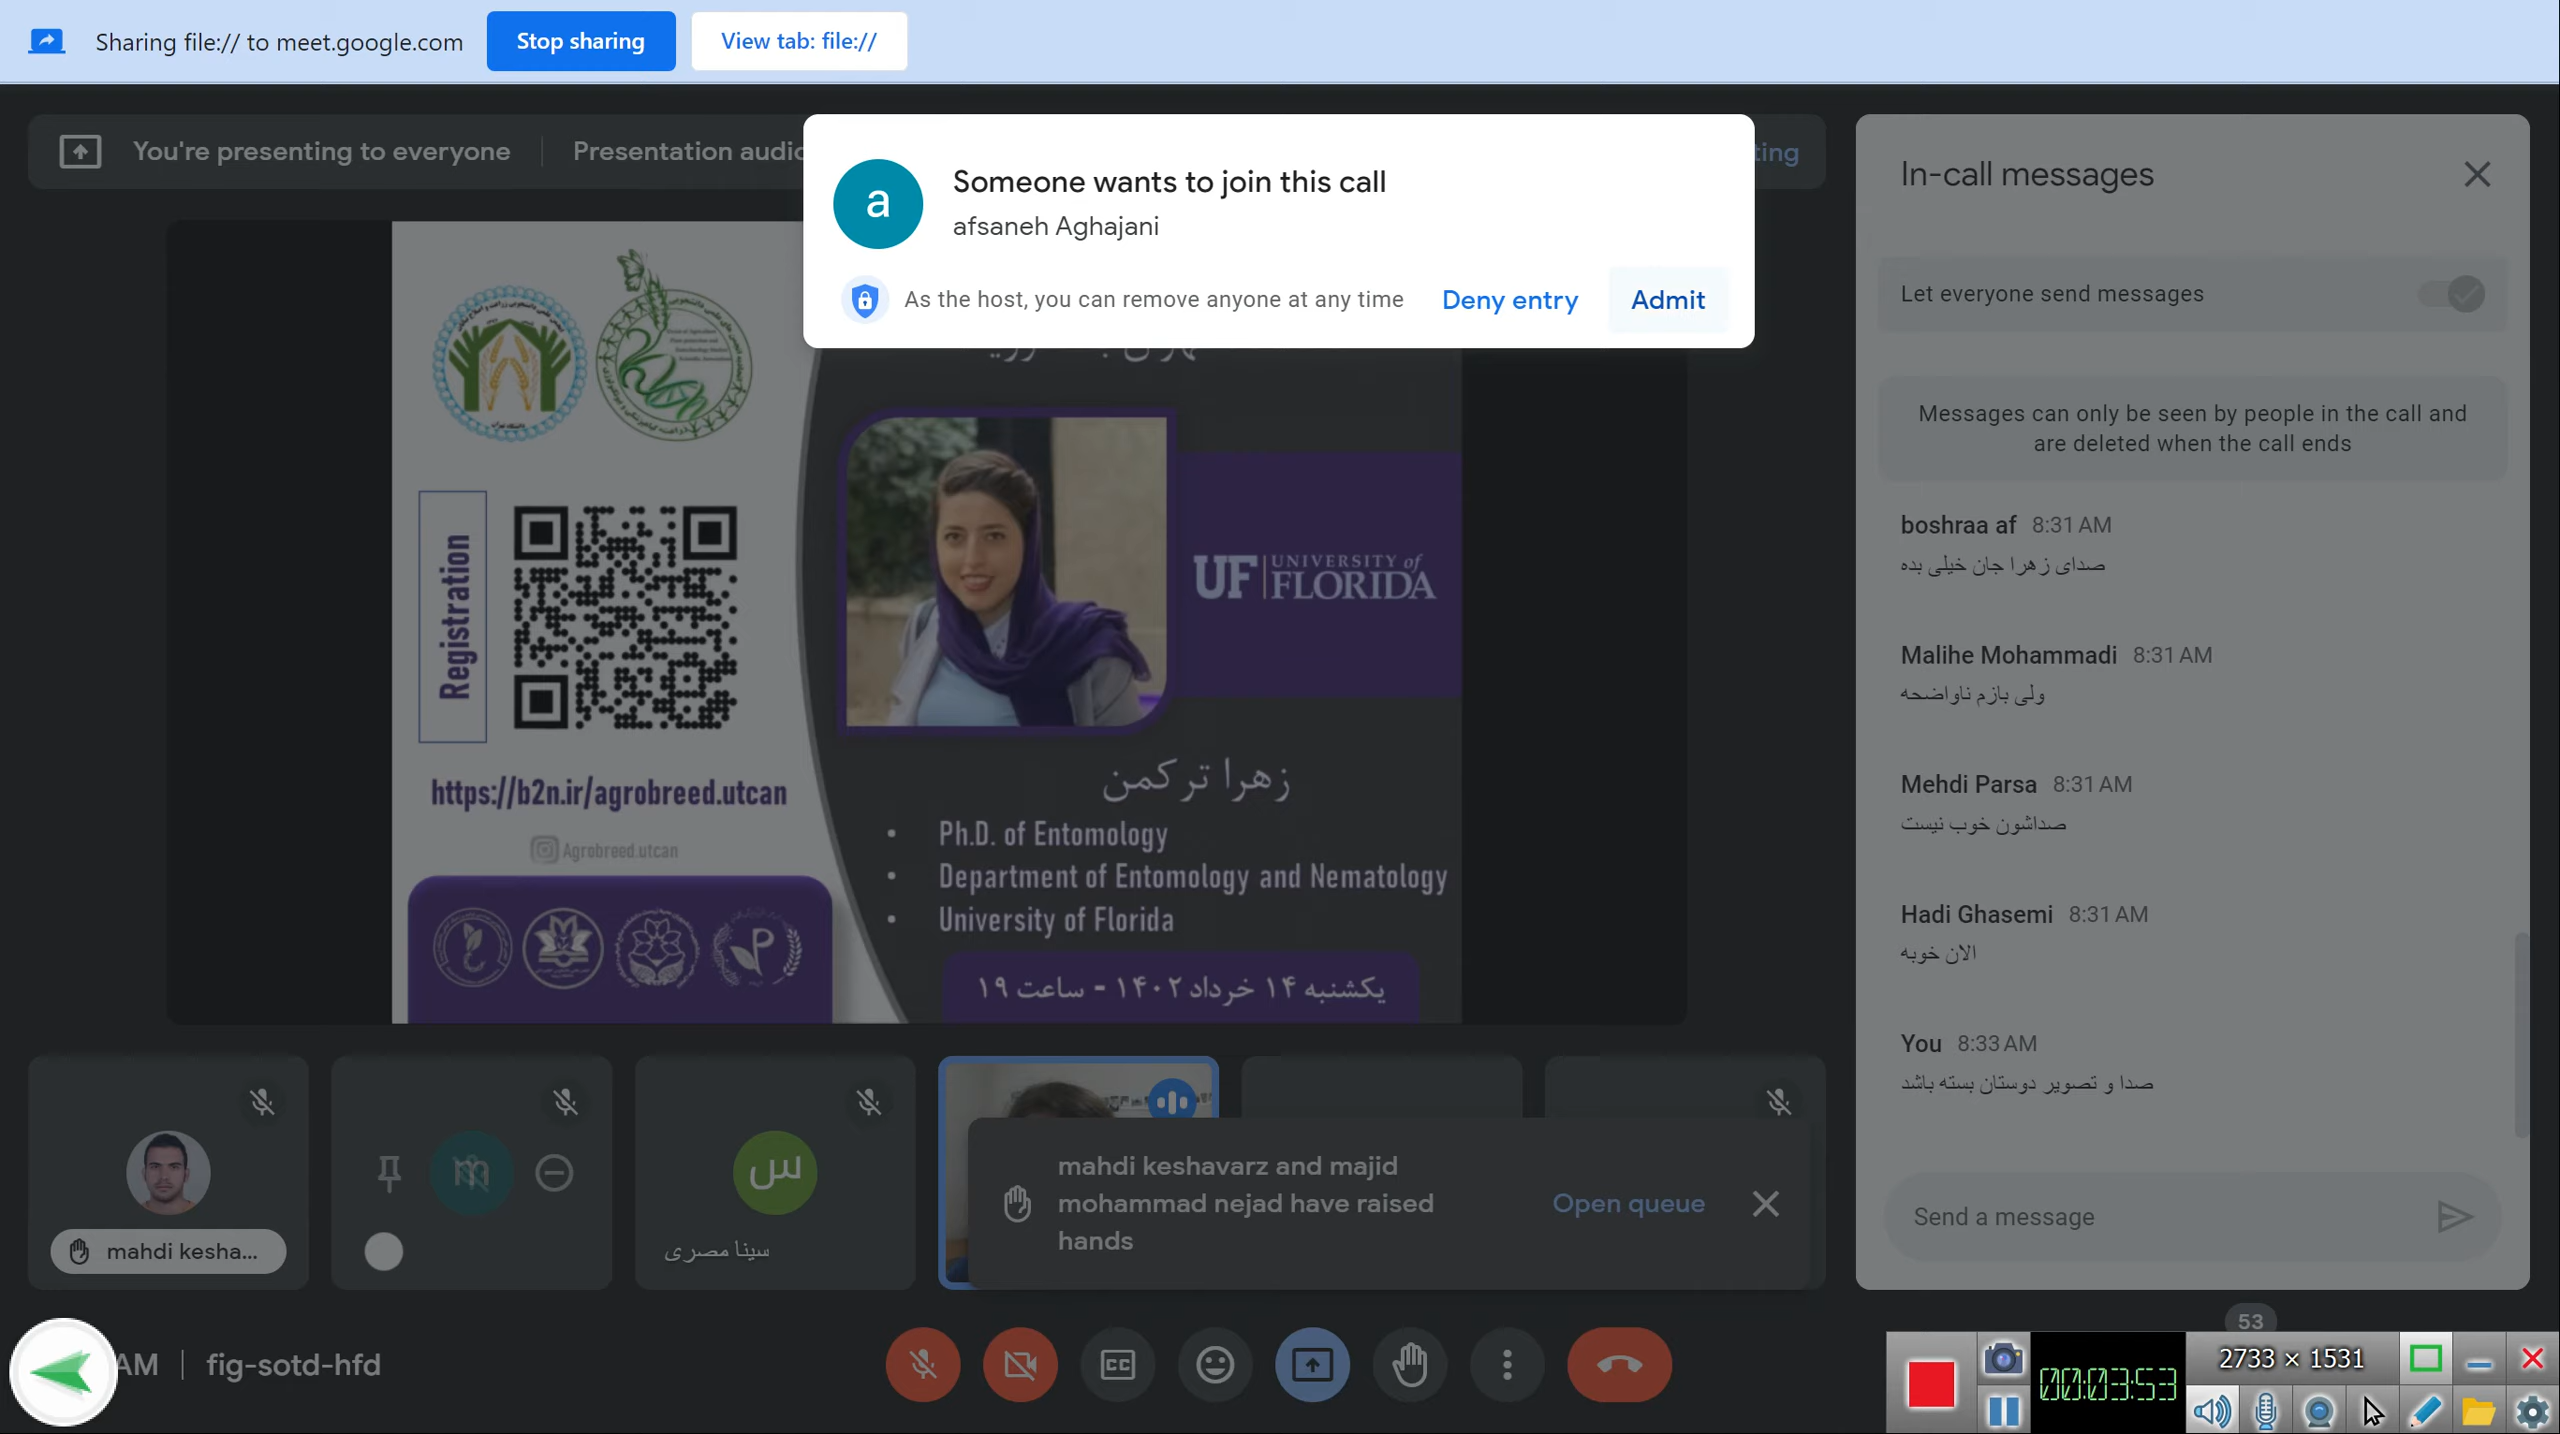 Sharing file:// to meet.google.com
Stop sharing
View tab: file://
You're presenting to everyone
Presentation audio
ting
Someone wants to join this call
a
afsaneh Aghajani
As the host, you can remove anyone at any time
Deny entry
Admit
Registration
https://b2n.ir/agrobreed.utcan
Agrobreed.utcan
UF UNIVERSITY of FLORIDA
زهرا ترکمن
• Ph.D. of Entomology
• Department of Entomology and Nematology
• University of Florida
یکشنبه ۱۴ خرداد ۱۴۰۲ - ساعت ۱۹
In-call messages
Let everyone send messages
Messages can only be seen by people in the call and
are deleted when the call ends
boshraa af 8:31 AM
صدای زهرا جان خیلی بده
Malihe Mohammadi 8:31 AM
ولی بازم ناواضحه
Mehdi Parsa 8:31 AM
صداشون خوب نیست
Hadi Ghasemi 8:31 AM
الان خوبه
You 8:33 AM
صدا و تصویر دوستان بسته باشد
Send a message
mahdi kesha...
m
س
سینا مصری
mahdi keshavarz and majid
mohammad nejad have raised
hands
Open queue
AM
fig-sotd-hfd
CC
53
00:03:53
2733 × 1531